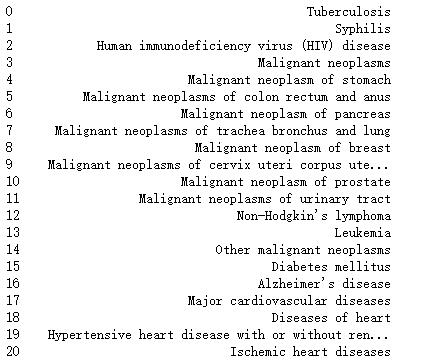 0 Tuberculosis
1 Syphilis
2 Human immunodeficiency virus (HIV) disease
3 Malignant neoplasms
4 Malignant neoplasm of stomach
5 Malignant neoplasms of colon rectum and anus
6 Malignant neoplasm of pancreas
7 Malignant neoplasms of trachea bronchus and lung
8 Malignant neoplasm of breast
9 Malignant neoplasms of cervix uteri corpus ute...
10 Malignant neoplasm of prostate
11 Malignant neoplasms of urinary tract
12 Non-Hodgkin's lymphoma
13 Leukemia
14 Other malignant neoplasms
15 Diabetes mellitus
16 Alzheimer's disease
17 Major cardiovascular diseases
18 Diseases of heart
19 Hypertensive heart disease with or without ren...
20 Ischemic heart diseases